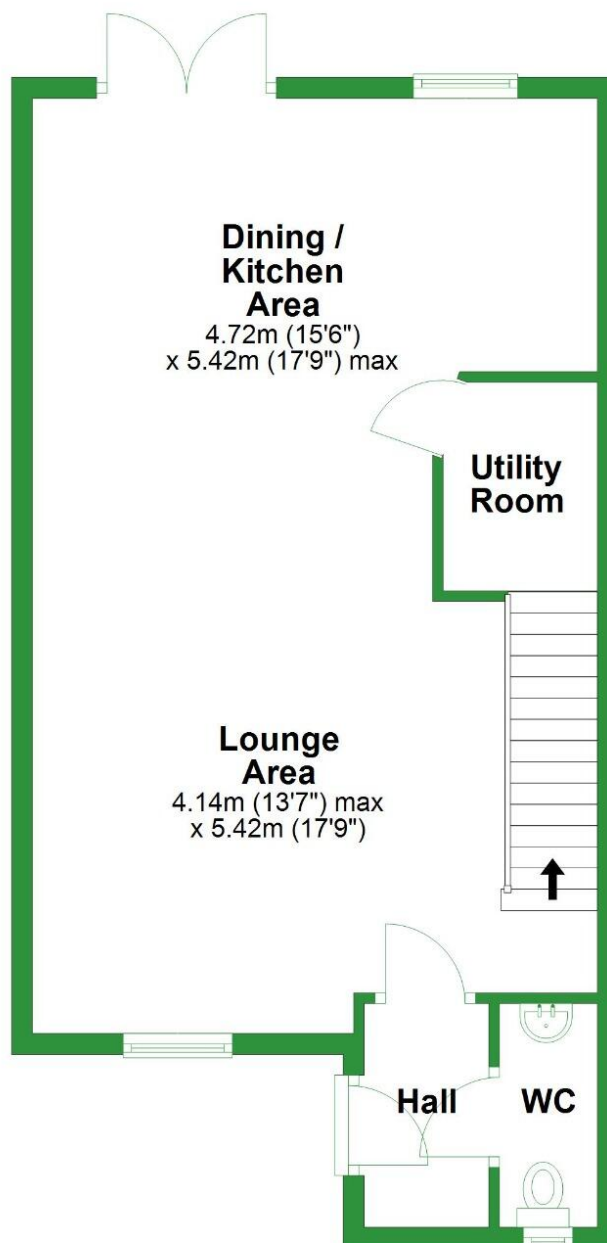 Dining /
Kitchen
Area
4.72m (15'6")
x 5.42m (17'9") max
Utility
Room
Lounge
Area
4.14m (13'7") max
x 5.42m (17'9")
Hall
WC